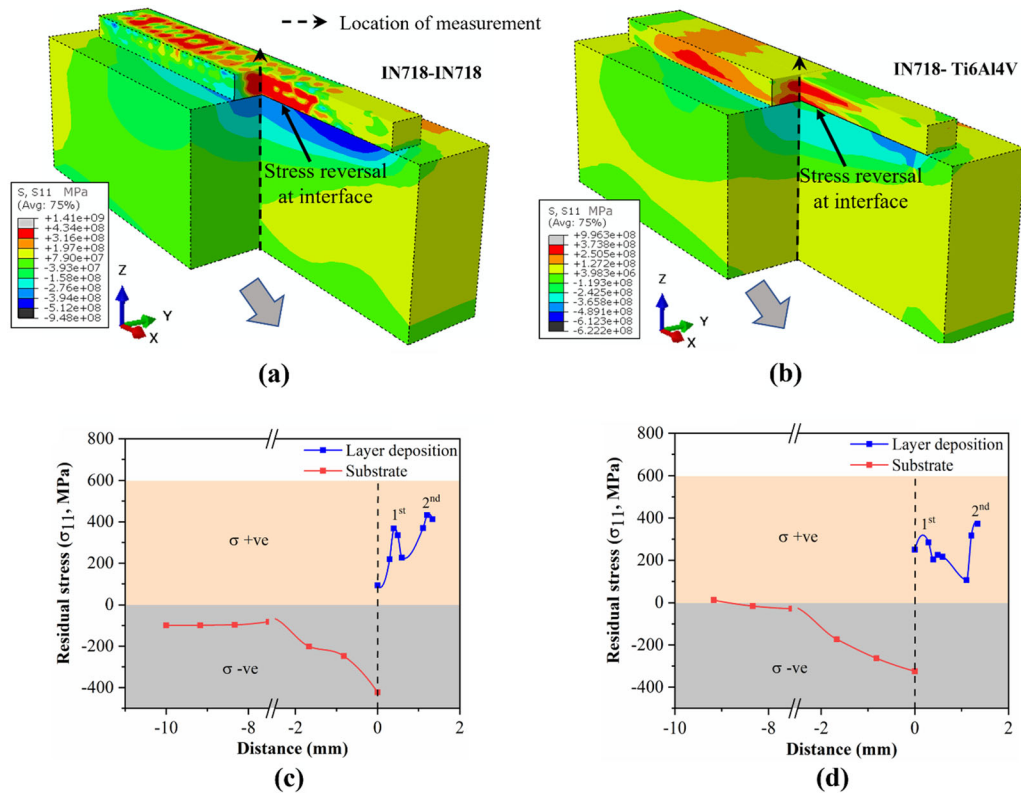 Location of measurement
IN718-IN718
Stress reversal
at interface
S, S11 MPa
(Avg: 75%)
+1.41e+09
+4.34e+08
+3.16e+08
+1.97e+08
+7.90e+07
-3.93e+07
-1.58e+08
-2.76e+08
-3.94e+08
-5.12e+08
-9.48e+08
Z
Y
X
(a)
IN718- Ti6Al4V
Stress reversal
at interface
S, S11 MPa
(Avg: 75%)
+9.963e+08
+3.738e+08
+2.505e+08
+1.272e+08
+3.983e+06
-1.193e+08
-2.425e+08
-3.658e+08
-4.891e+08
-6.123e+08
-6.222e+08
Z
Y
X
(b)
Residual stress (σ11, MPa)
800
600
400
200
0
-200
-400
Layer deposition
Substrate
1st
2nd
σ +ve
σ -ve
-10
-2
0
2
Distance (mm)
(c)
Residual stress (σ11, MPa)
800
600
400
200
0
-200
-400
Layer deposition
Substrate
1st
2nd
σ +ve
σ -ve
-10
-8
-2
0
2
Distance (mm)
(d)